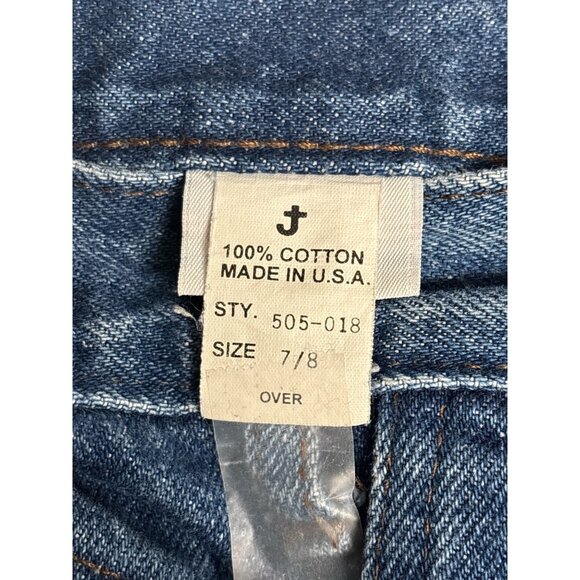 100% COTTON
MADE IN U.S.A.
STY. 505-018
SIZE 7/8
OVER